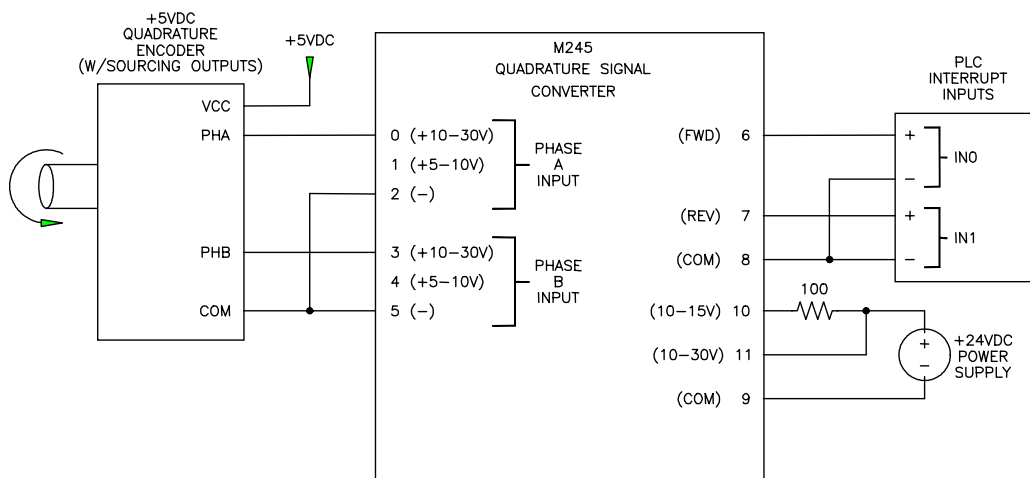 +5VDC
QUADRATURE
ENCODER
(W/SOURCING OUTPUTS)
+5VDC
VCC
PHA
PHB
COM
M245
QUADRATURE SIGNAL
CONVERTER
0 (+10-30V)
1 (+5-10V)
2 (-)
PHASE
A
INPUT
3 (+10-30V)
4 (+5-10V)
5 (-)
PHASE
B
INPUT
(FWD) 6
(REV) 7
(COM) 8
(10-15V) 10
(10-30V) 11
(COM) 9
PLC
INTERRUPT
INPUTS
+
-
IN0
+
-
IN1
100
+
-
+24VDC
POWER
SUPPLY